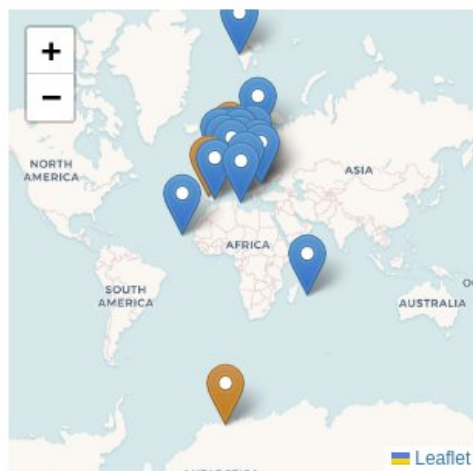 +
−
NORTH
AMERICA
ASIA
AFRICA
SOUTH
AMERICA
AUSTRALIA
Leaflet